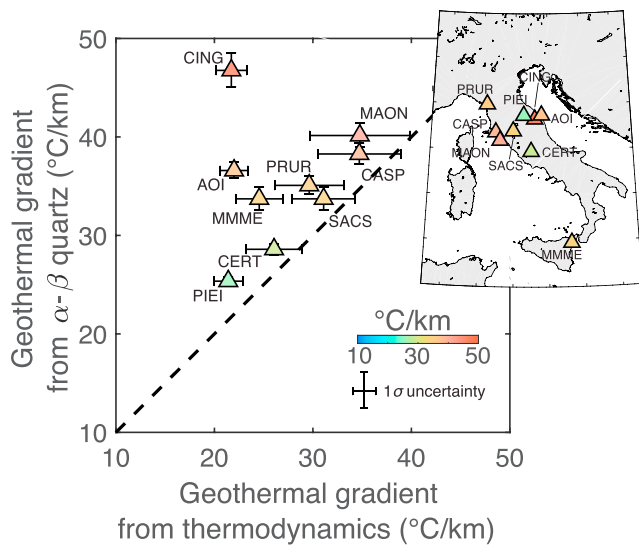 50
40
30
20
10
10
20
30
40
50
Geothermal gradient
from α-β quartz (°C/km)
Geothermal gradient
from thermodynamics (°C/km)
CING
MAON
CASP
AOI
PRUR
MMME
SACS
CERT
PIEI
°C/km
10
30
50
1σ uncertainty
CING
PIEI
PRUR
AOI
CASP
MAON
SACS
CERT
MMME